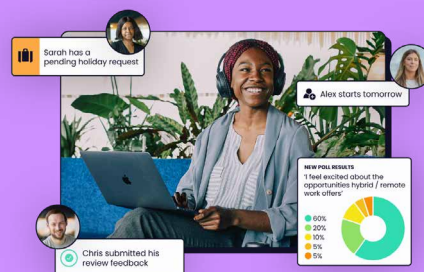 Sarah has a
pending holiday request
Alex starts tomorrow
NEW POLL RESULTS
'I feel excited about the
opportunities hybrid / remote
work offers'
60%
20%
10%
5%
5%
Chris submitted his
review feedback